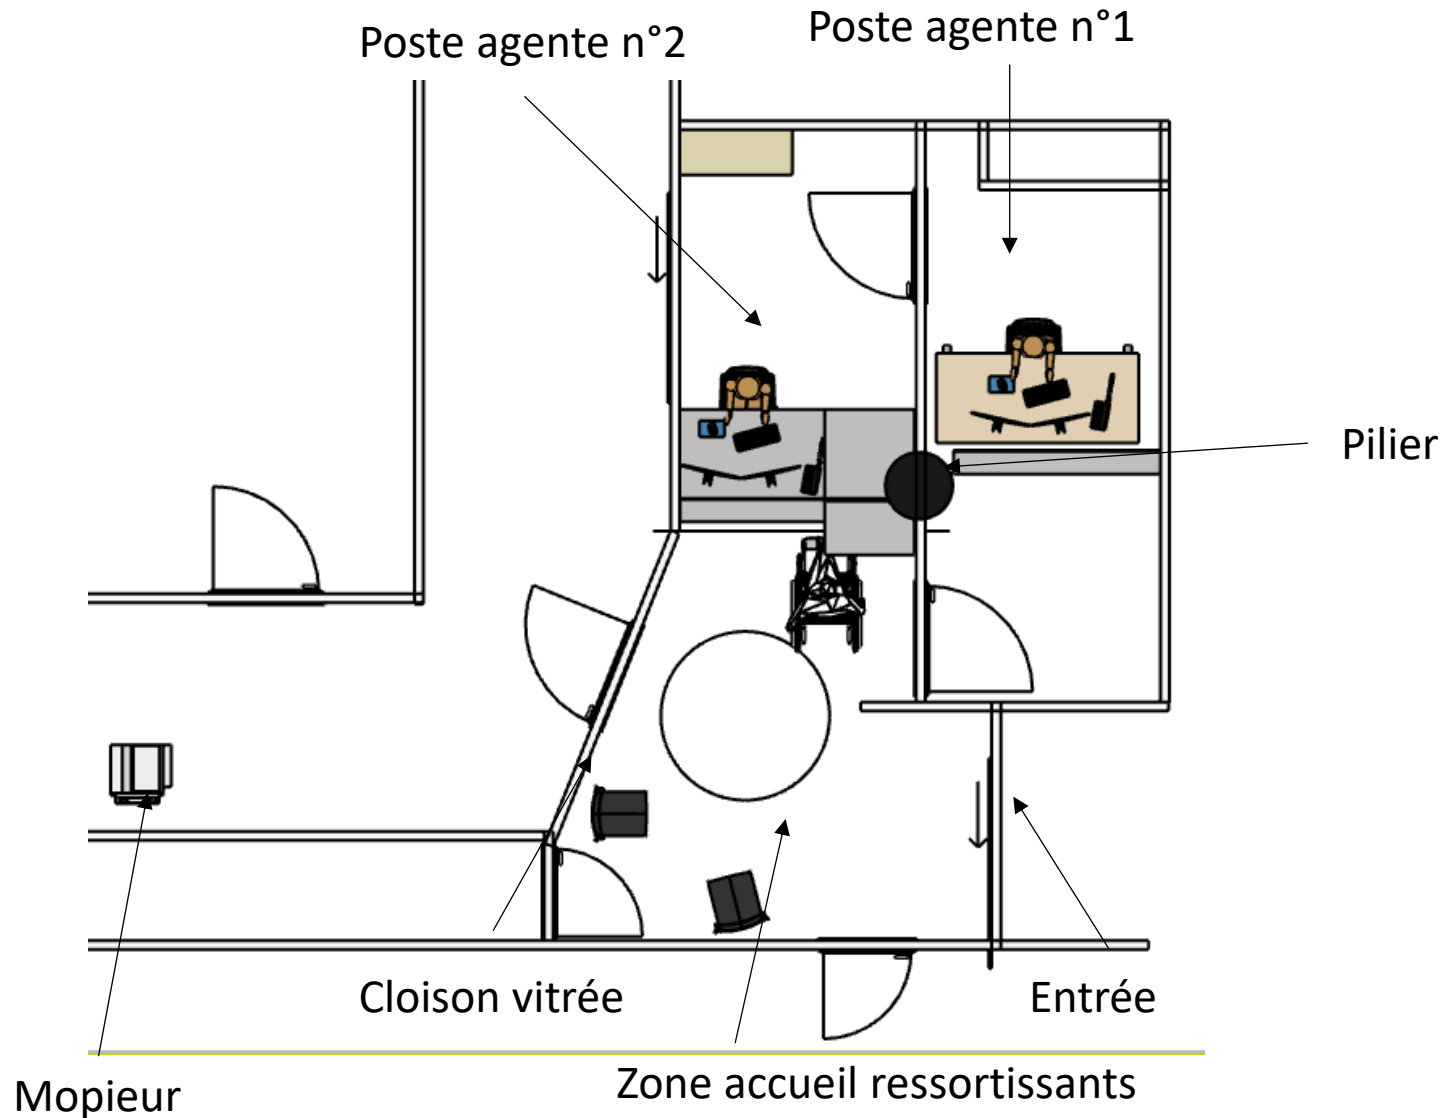 Poste agente n°2
Poste agente n°1
Pilier
Cloison vitrée
Entrée
Zone accueil ressortissants
Mopieur